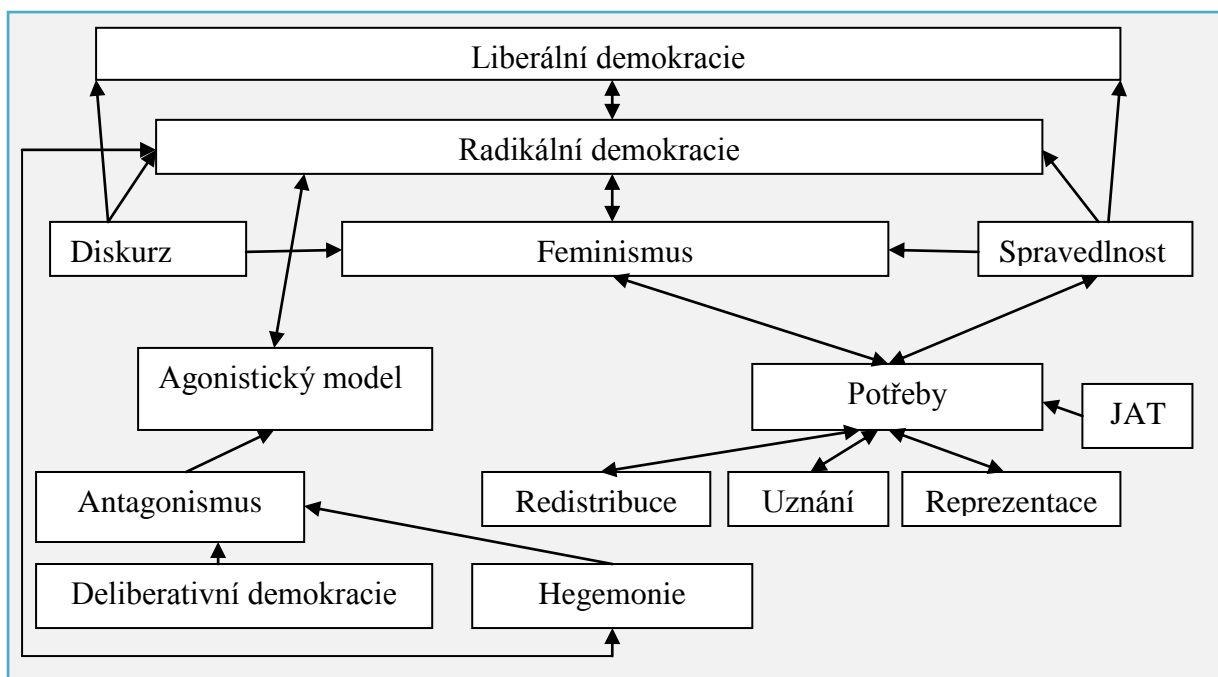 Liberální demokracie
Radikální demokracie
Diskurz
Feminismus
Spravedlnost
Agonistický model
Potřeby
JAT
Antagonismus
Redistribuce
Uznání
Reprezentace
Deliberativní demokracie
Hegemonie